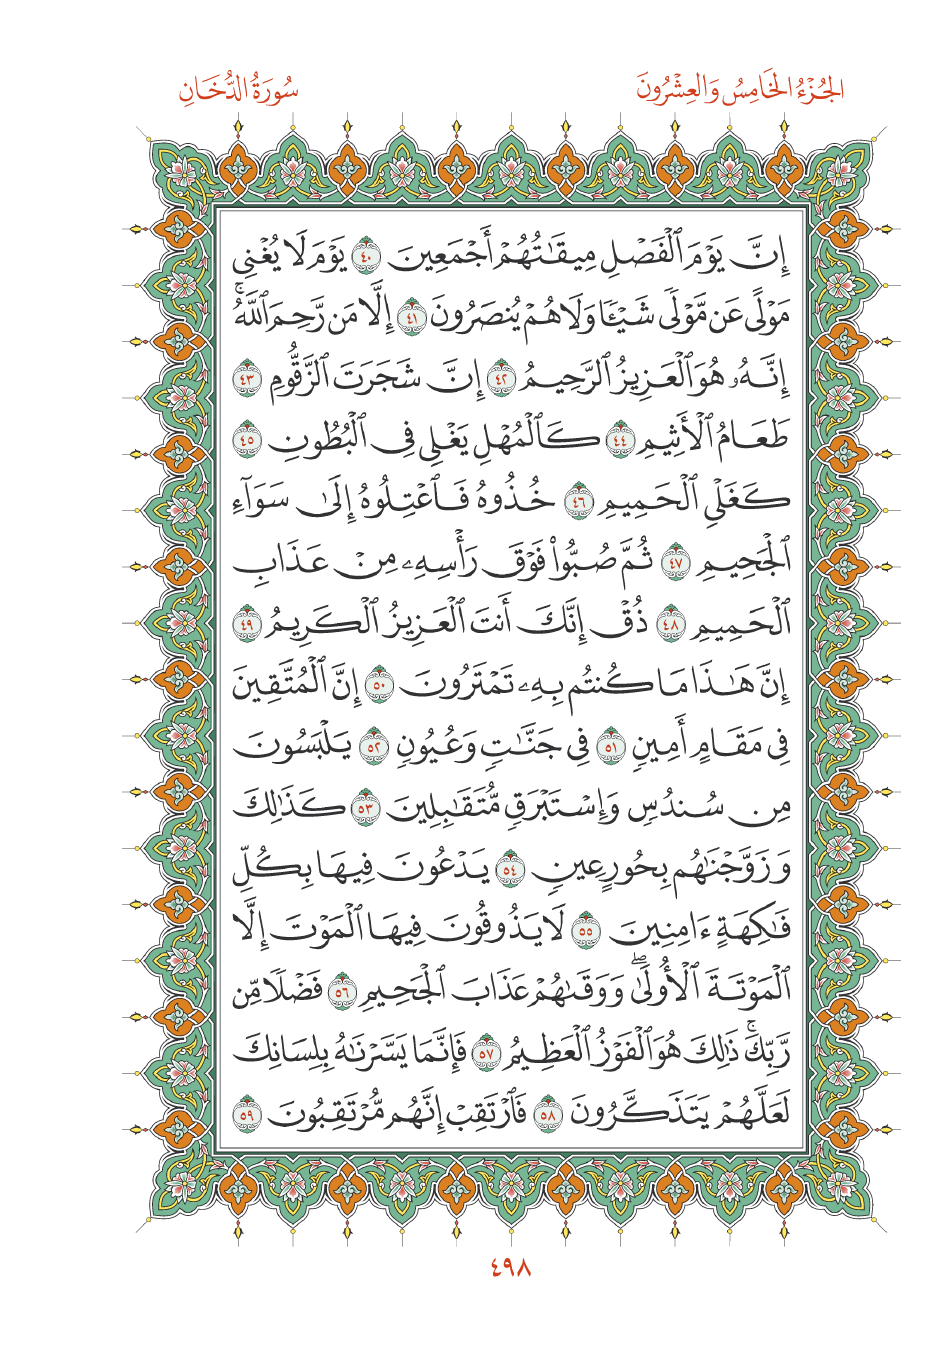 الجُزْءُ الخَامِسُ وَالعِشْرُونَ
سُورَةُ الدُّخَانِ
إِنَّ يَوْمَ ٱلْفَصْلِ مِيقَٰتُهُمْ أَجْمَعِينَ ٤٠ يَوْمَ لَا يُغْنِى
مَوْلًى عَن مَّوْلًى شَيْـًٔا وَلَا هُمْ يُنصَرُونَ ٤١ إِلَّا مَن رَّحِمَ ٱللَّهُ ۚ
إِنَّهُۥ هُوَ ٱلْعَزِيزُ ٱلرَّحِيمُ ٤٢ إِنَّ شَجَرَتَ ٱلزَّقُّومِ ٤٣
طَعَامُ ٱلْأَثِيمِ ٤٤ كَٱلْمُهْلِ يَغْلِى فِى ٱلْبُطُونِ ٤٥
كَغَلْىِ ٱلْحَمِيمِ ٤٦ خُذُوهُ فَٱعْتِلُوهُ إِلَىٰ سَوَآءِ
ٱلْجَحِيمِ ٤٧ ثُمَّ صُبُّوا۟ فَوْقَ رَأْسِهِۦ مِنْ عَذَابِ
ٱلْحَمِيمِ ٤٨ ذُقْ إِنَّكَ أَنتَ ٱلْعَزِيزُ ٱلْكَرِيمُ ٤٩
إِنَّ هَٰذَا مَا كُنتُم بِهِۦ تَمْتَرُونَ ٥٠ إِنَّ ٱلْمُتَّقِينَ
فِى مَقَامٍ أَمِينٍ ٥١ فِى جَنَّٰتٍ وَعُيُونٍ ٥٢ يَلْبَسُونَ
مِن سُندُسٍ وَإِسْتَبْرَقٍ مُّتَقَٰبِلِينَ ٥٣ كَذَٰلِكَ
وَزَوَّجْنَٰهُم بِحُورٍ عِينٍ ٥٤ يَدْعُونَ فِيهَا بِكُلِّ
فَٰكِهَةٍ ءَامِنِينَ ٥٥ لَا يَذُوقُونَ فِيهَا ٱلْمَوْتَ إِلَّا
ٱلْمَوْتَةَ ٱلْأُولَىٰ ۖ وَوَقَىٰهُمْ عَذَابَ ٱلْجَحِيمِ ٥٦ فَضْلًا مِّن
رَّبِّكَ ۚ ذَٰلِكَ هُوَ ٱلْفَوْزُ ٱلْعَظِيمُ ٥٧ فَإِنَّمَا يَسَّرْنَٰهُ بِلِسَانِكَ
لَعَلَّهُمْ يَتَذَكَّرُونَ ٥٨ فَٱرْتَقِبْ إِنَّهُم مُّرْتَقِبُونَ ٥٩
٤٩٨